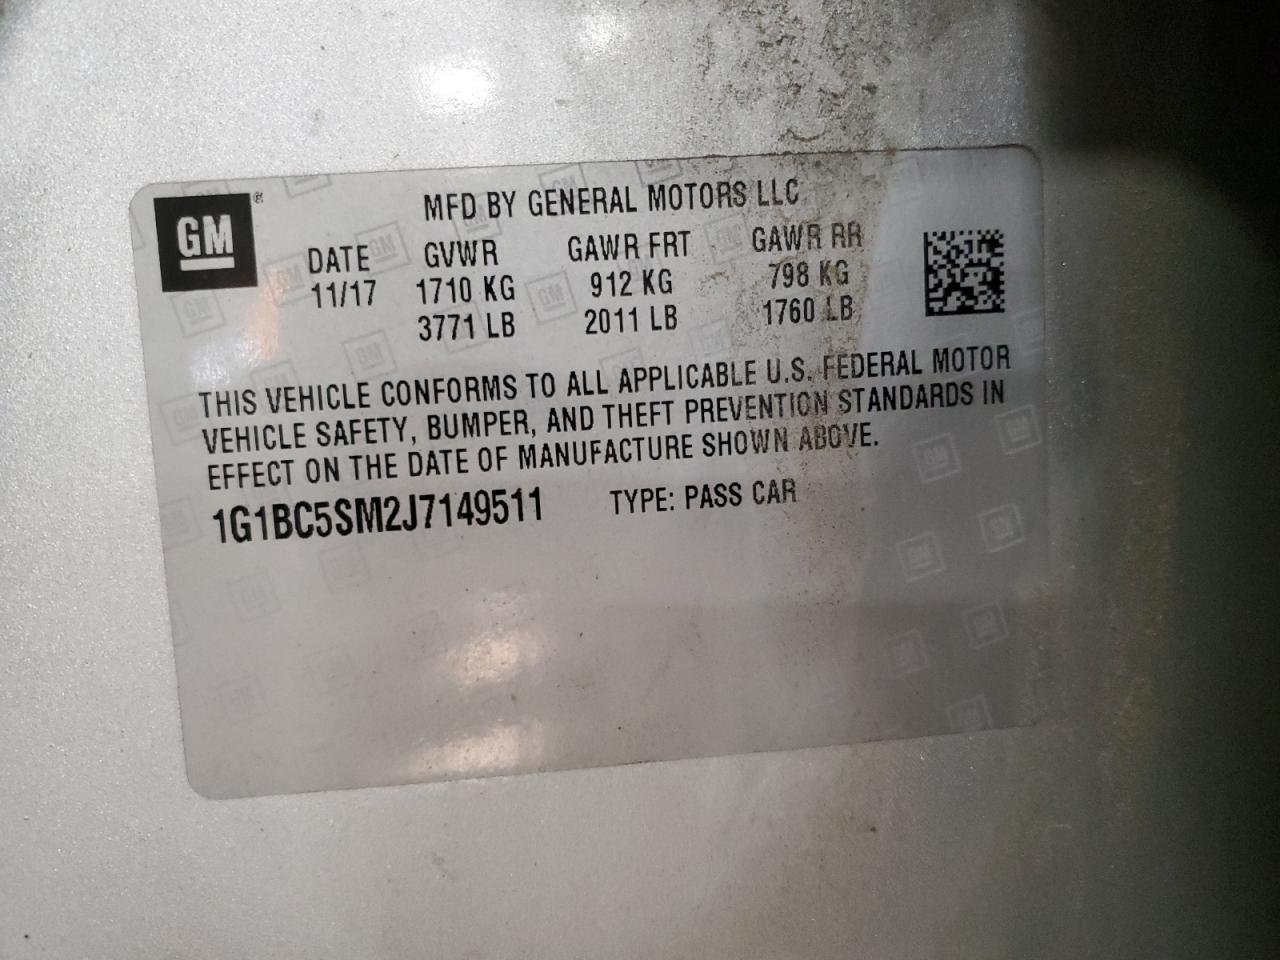 GM ®
MFD BY GENERAL MOTORS LLC
DATE GVWR GAWR FRT GAWR RR
11/17 1710 KG 912 KG 798 KG
3771 LB 2011 LB 1760 LB
THIS VEHICLE CONFORMS TO ALL APPLICABLE U.S. FEDERAL MOTOR
VEHICLE SAFETY, BUMPER, AND THEFT PREVENTION STANDARDS IN
EFFECT ON THE DATE OF MANUFACTURE SHOWN ABOVE.
1G1BC5SM2J7149511 TYPE: PASS CAR